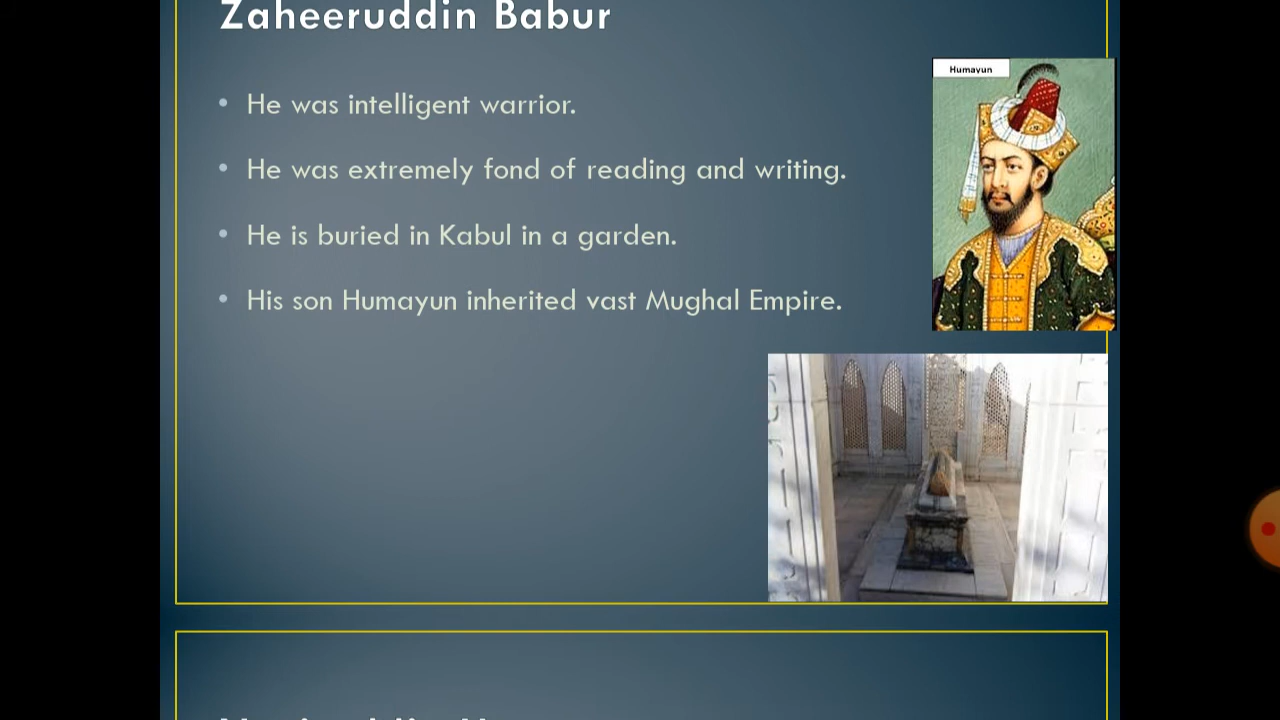 Zaheeruddin Babur
Humayun
He was intelligent warrior.
He was extremely fond of reading and writing.
He is buried in Kabul in a garden.
His son Humayun inherited vast Mughal Empire.